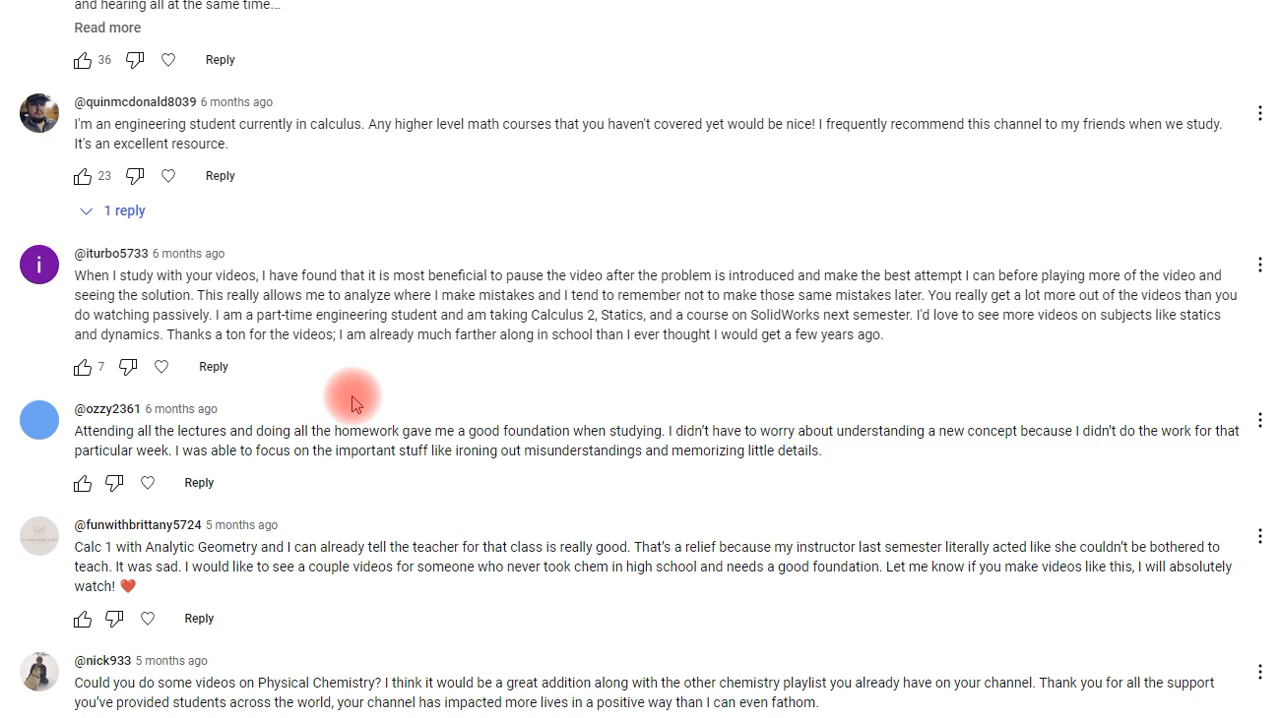 and hearing all at the same time...
Read more
36 Reply
@quinmcdonald8039 6 months ago
I'm an engineering student currently in calculus. Any higher level math courses that you haven't covered yet would be nice! I frequently recommend this channel to my friends when we study.
It's an excellent resource.
23 Reply
1 reply
i
@iturbo5733 6 months ago
When I study with your videos, I have found that it is most beneficial to pause the video after the problem is introduced and make the best attempt I can before playing more of the video and
seeing the solution. This really allows me to analyze where I make mistakes and I tend to remember not to make those same mistakes later. You really get a lot more out of the videos than you
do watching passively. I am a part-time engineering student and am taking Calculus 2, Statics, and a course on SolidWorks next semester. I'd love to see more videos on subjects like statics
and dynamics. Thanks a ton for the videos; I am already much farther along in school than I ever thought I would get a few years ago.
7 Reply
@ozzy2361 6 months ago
Attending all the lectures and doing all the homework gave me a good foundation when studying. I didn't have to worry about understanding a new concept because I didn't do the work for that
particular week. I was able to focus on the important stuff like ironing out misunderstandings and memorizing little details.
Reply
@funwithbrittany5724 5 months ago
Calc 1 with Analytic Geometry and I can already tell the teacher for that class is really good. That's a relief because my instructor last semester literally acted like she couldn't be bothered to
teach. It was sad. I would like to see a couple videos for someone who never took chem in high school and needs a good foundation. Let me know if you make videos like this, I will absolutely
watch! ❤️
Reply
@nick933 5 months ago
Could you do some videos on Physical Chemistry? I think it would be a great addition along with the other chemistry playlist you already have on your channel. Thank you for all the support
you've provided students across the world, your channel has impacted more lives in a positive way than I can even fathom.